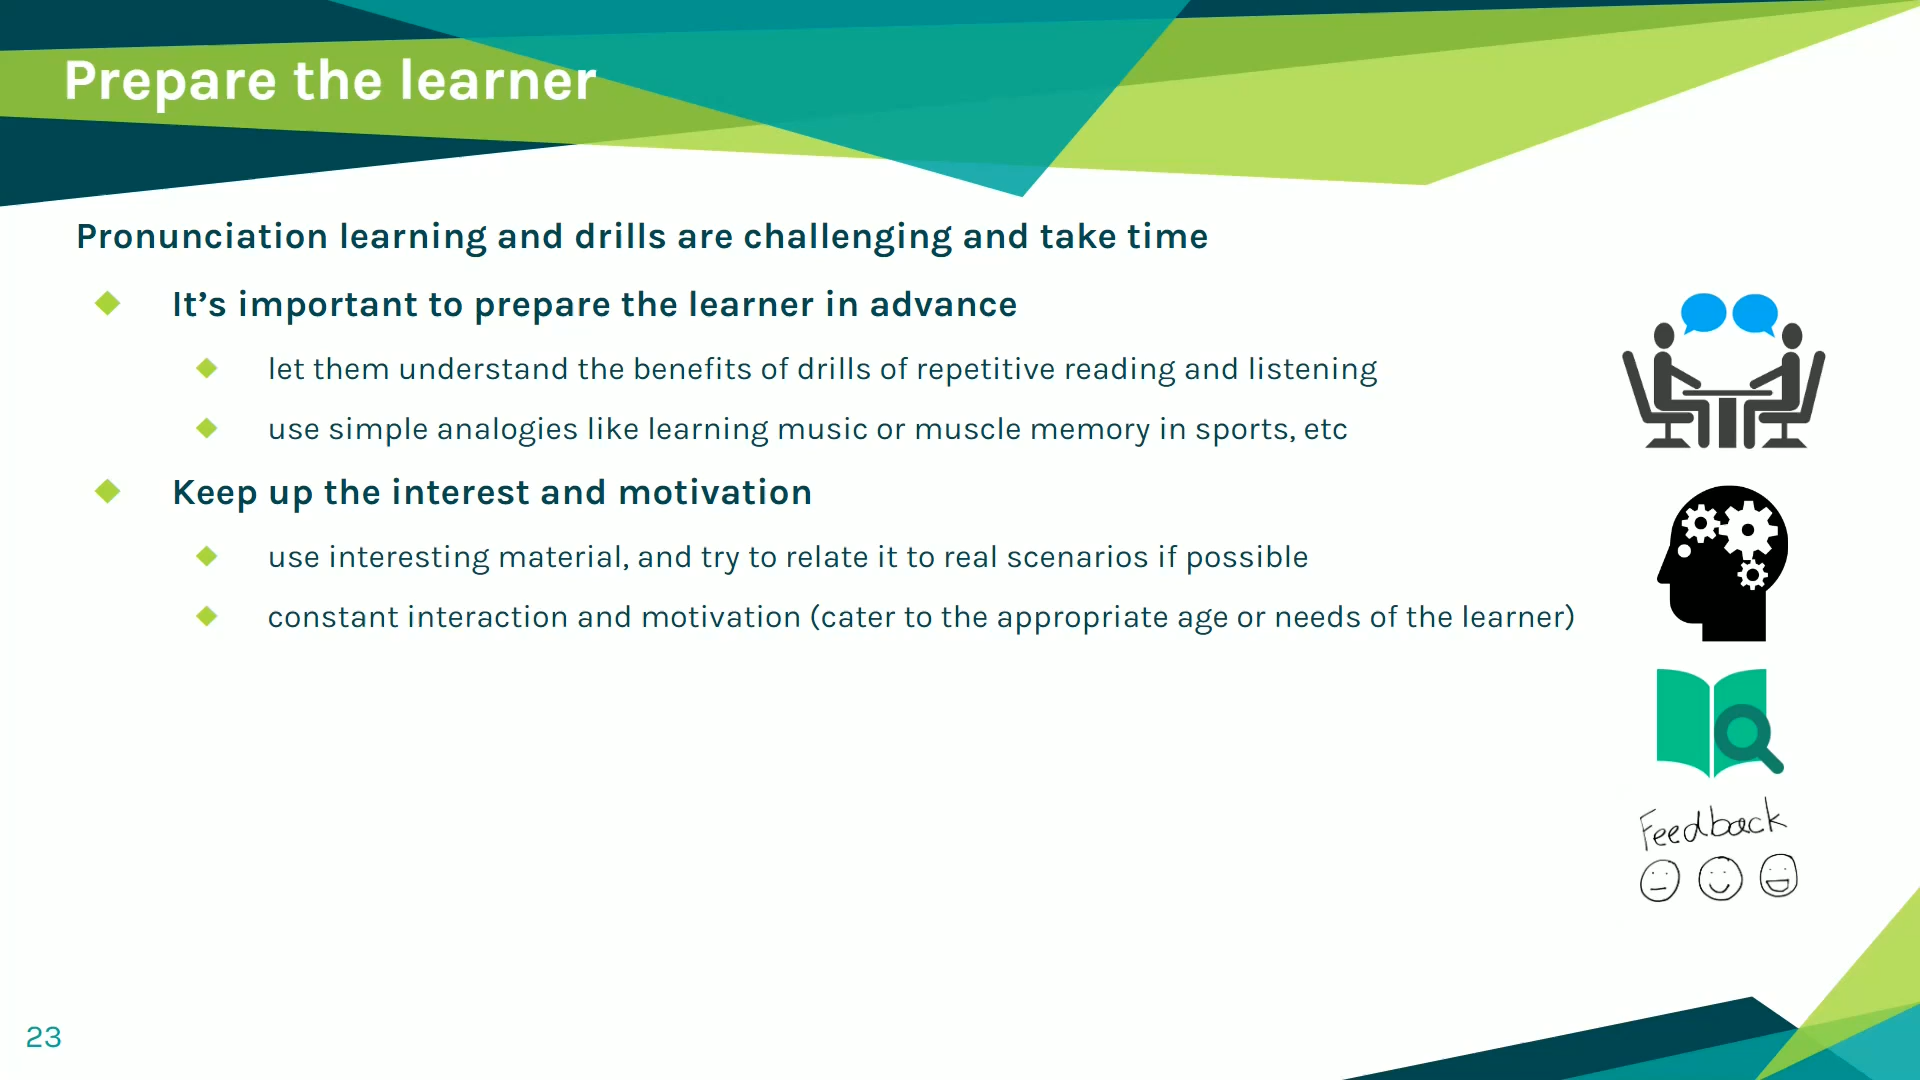 Prepare the learner
Pronunciation learning and drills are challenging and take time
It’s important to prepare the learner in advance
let them understand the benefits of drills of repetitive reading and listening
use simple analogies like learning music or muscle memory in sports, etc
Keep up the interest and motivation
use interesting material, and try to relate it to real scenarios if possible
constant interaction and motivation (cater to the appropriate age or needs of the learner)
Feedback
23